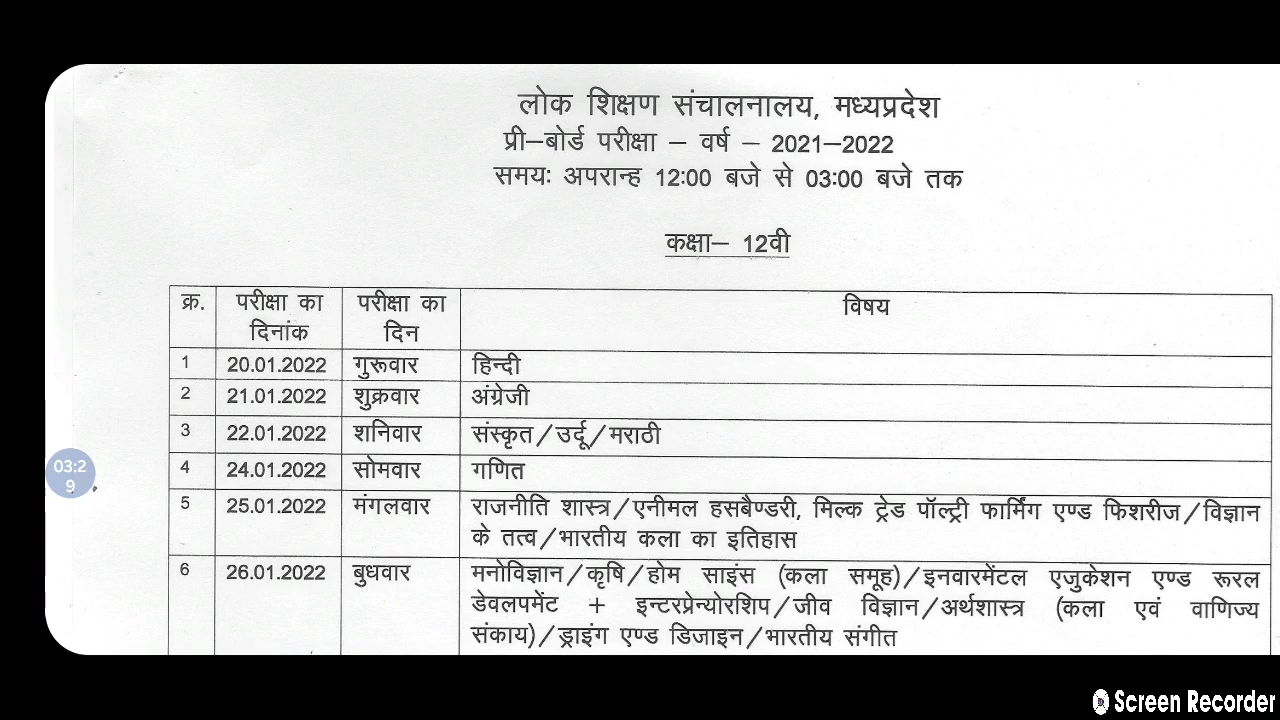 लोक शिक्षण संचालनालय, मध्यप्रदेश
प्री–बोर्ड परीक्षा – वर्ष – 2021–2022
समयः अपरान्ह 12:00 बजे से 03:00 बजे तक
कक्षा– 12वी
क्र. परीक्षा का दिनांक परीक्षा का दिन विषय
1 20.01.2022 गुरूवार हिन्दी
2 21.01.2022 शुक्रवार अंग्रेजी
3 22.01.2022 शनिवार संस्कृत/उर्दू/मराठी
4 24.01.2022 सोमवार गणित
5 25.01.2022 मंगलवार राजनीति शास्त्र/एनीमल हसबैण्डरी, मिल्क ट्रेड पॉल्ट्री फार्मिंग एण्ड फिशरीज/विज्ञान
के तत्व/भारतीय कला का इतिहास
6 26.01.2022 बुधवार मनोविज्ञान/कृषि/होम साइंस (कला समूह)/इनवारमेंटल एजुकेशन एण्ड रूरल
डेवलपमेंट + इन्टरप्रेन्योरशिप/जीव विज्ञान/अर्थशास्त्र (कला एवं वाणिज्य
संकाय)/ड्राइंग एण्ड डिजाइन/भारतीय संगीत
03:2
9
Screen Recorder